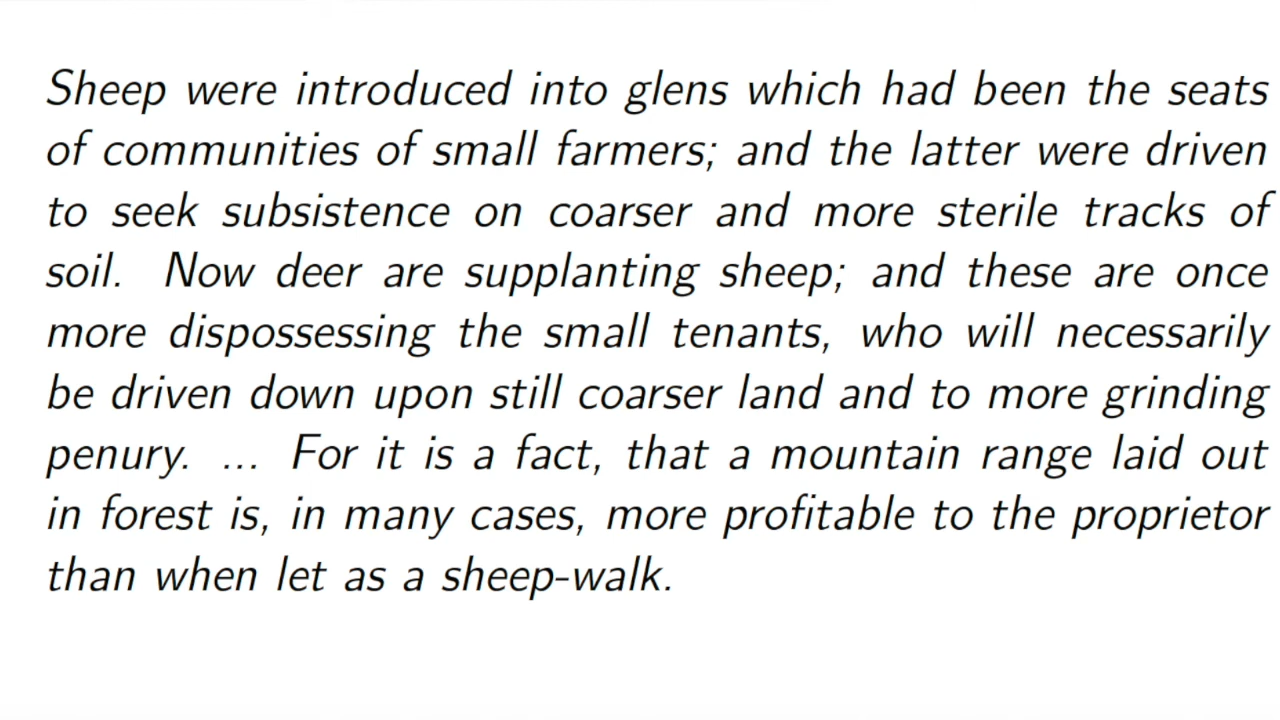 Sheep were introduced into glens which had been the seats
of communities of small farmers; and the latter were driven
to seek subsistence on coarser and more sterile tracks of
soil. Now deer are supplanting sheep; and these are once
more dispossessing the small tenants, who will necessarily
be driven down upon still coarser land and to more grinding
penury. ... For it is a fact, that a mountain range laid out
in forest is, in many cases, more profitable to the proprietor
than when let as a sheep-walk.